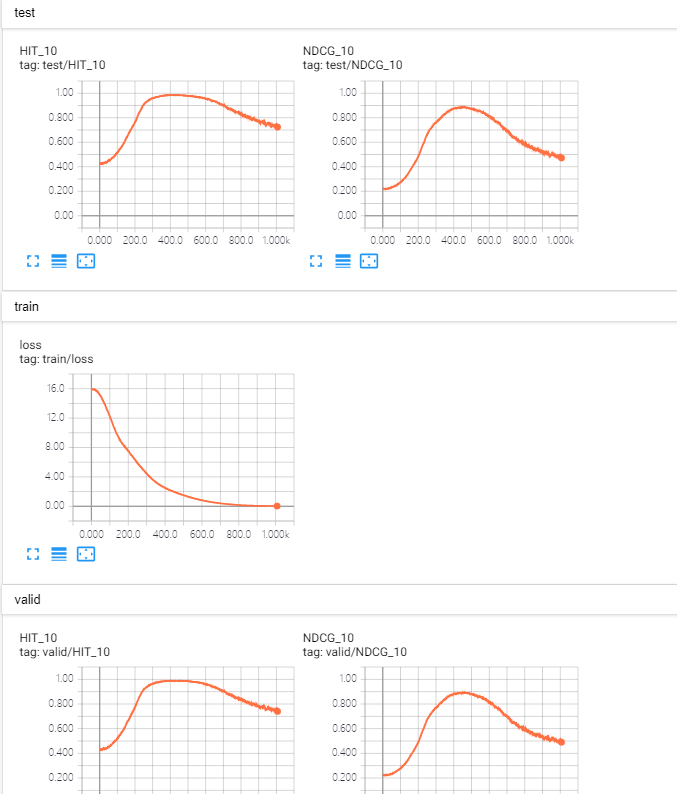 test
HIT_10
tag: test/HIT_10
1.00
0.800
0.600
0.400
0.200
0.00
0.000 200.0 400.0 600.0 800.0 1.000k
NDCG_10
tag: test/NDCG_10
1.00
0.800
0.600
0.400
0.200
0.00
0.000 200.0 400.0 600.0 800.0 1.000k
train
loss
tag: train/loss
16.0
12.0
8.00
4.00
0.00
0.000 200.0 400.0 600.0 800.0 1.000k
valid
HIT_10
tag: valid/HIT_10
1.00
0.800
0.600
0.400
0.200
NDCG_10
tag: valid/NDCG_10
1.00
0.800
0.600
0.400
0.200